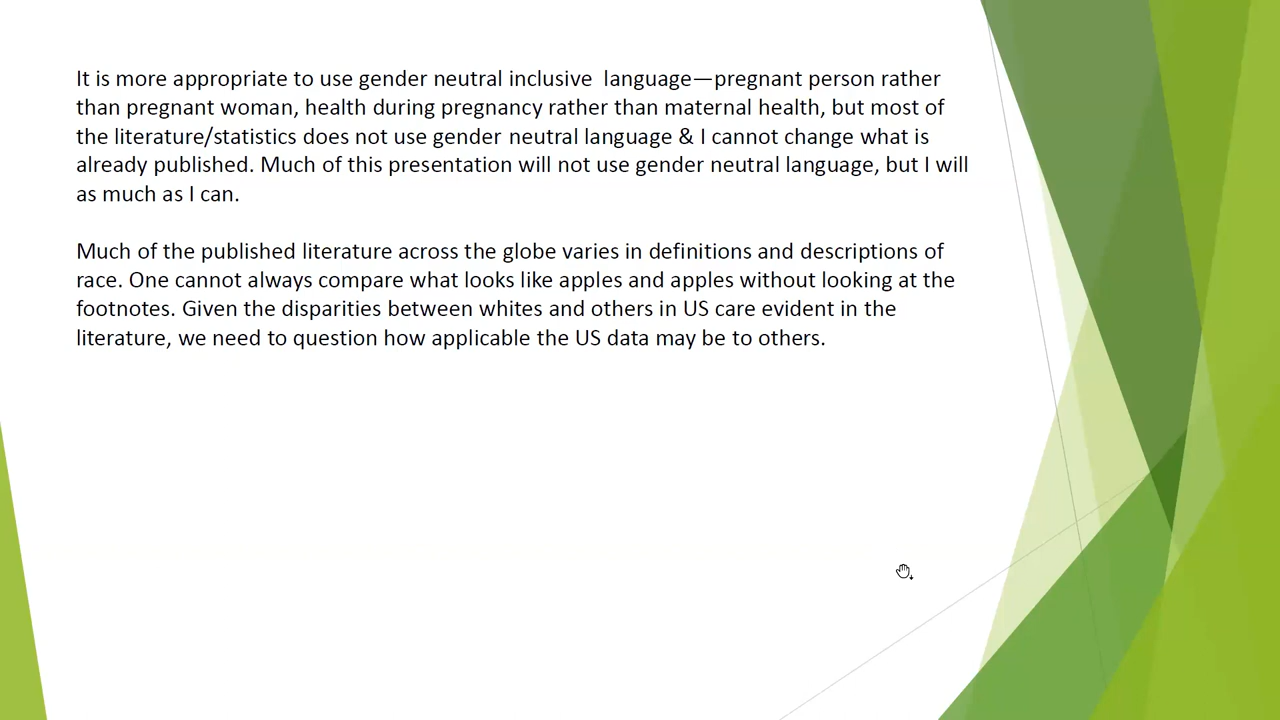 It is more appropriate to use gender neutral inclusive  language—pregnant person rather
than pregnant woman, health during pregnancy rather than maternal health, but most of
the literature/statistics does not use gender neutral language & I cannot change what is
already published. Much of this presentation will not use gender neutral language, but I will
as much as I can.
Much of the published literature across the globe varies in definitions and descriptions of
race. One cannot always compare what looks like apples and apples without looking at the
footnotes. Given the disparities between whites and others in US care evident in the
literature, we need to question how applicable the US data may be to others.